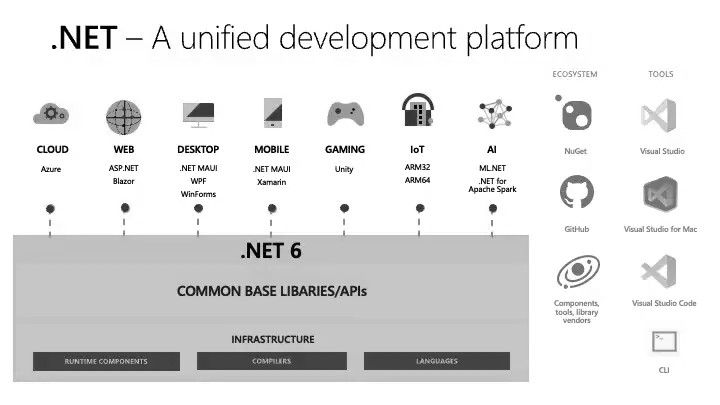 .NET – A unified development platform
ECOSYSTEM
TOOLS
CLOUD
Azure
WEB
ASP.NET
Blazor
DESKTOP
.NET MAUI
WPF
WinForms
MOBILE
.NET MAUI
Xamarin
GAMING
Unity
IoT
ARM32
ARM64
AI
ML.NET
.NET for
Apache Spark
NuGet
Visual Studio
GitHub
Visual Studio for Mac
Components,
tools, library
vendors
Visual Studio Code
>_
CLI
.NET 6
COMMON BASE LIBARIES/APIs
INFRASTRUCTURE
RUNTIME COMPONENTS
COMPILERS
LANGUAGES